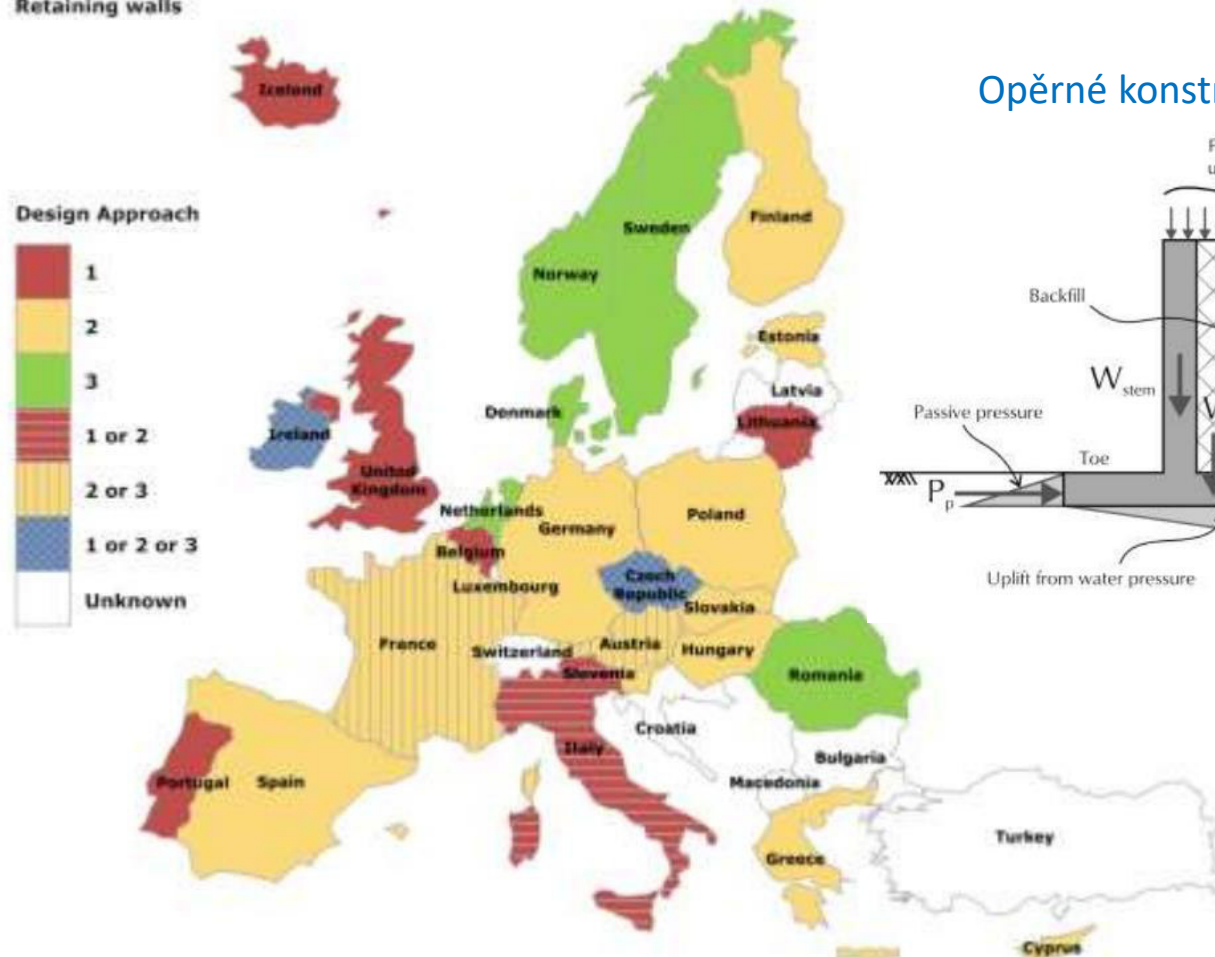 Retaining walls
Iceland
Opěrné konstr
Design Approach
1
2
3
1 or 2
2 or 3
1 or 2 or 3
Unknown
Finland
Sweden
Norway
Estonia
Latvia
Denmark
Lithuania
Ireland
United
Kingdom
Netherlands
Germany
Poland
Belgium
Luxembourg
Czech
Republic
Slovakia
France
Switzerland
Austria
Hungary
Slovenia
Romania
Croatia
Italy
Bulgaria
Portugal
Spain
Macedonia
Turkey
Greece
Cyprus
Backfill
W stem
Passive pressure
Toe
P p
Uplift from water pressure